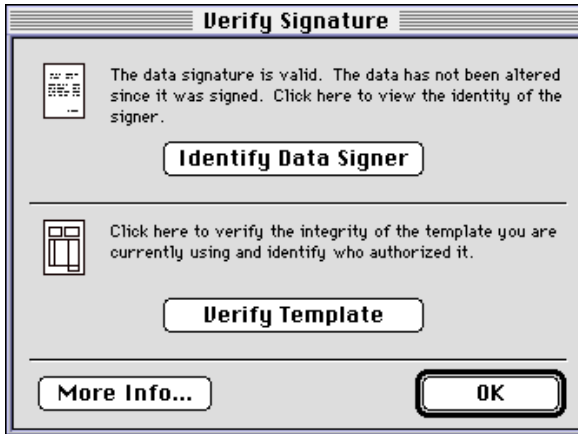 Verify Signature
The data signature is valid. The data has not been altered
since it was signed. Click here to view the identity of the
signer.
Identify Data Signer
Click here to verify the integrity of the template you are
currently using and identify who authorized it.
Verify Template
More Info...
OK